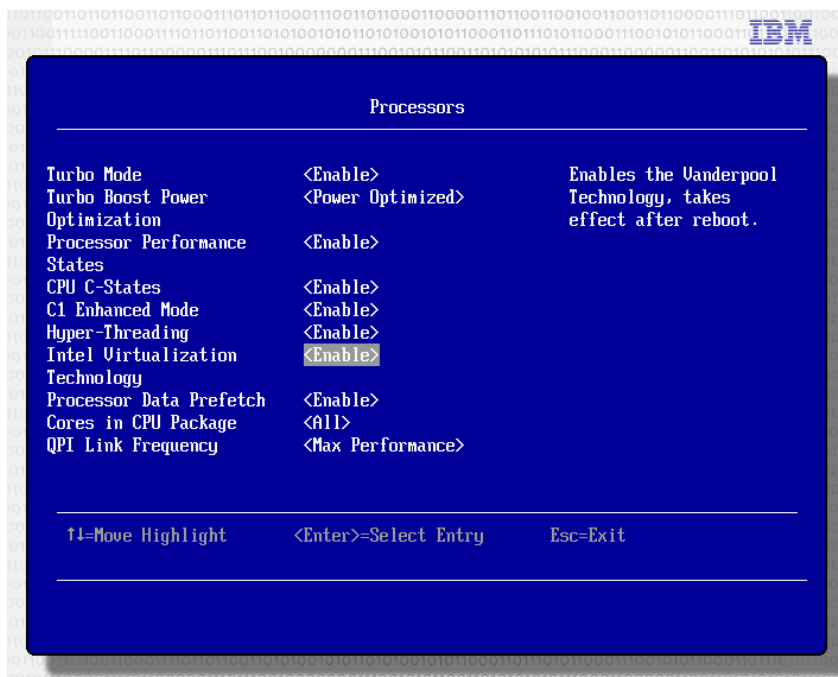 IBM
Processors
Turbo Mode <Enable>
Turbo Boost Power Optimization <Power Optimized>
Processor Performance States <Enable>
CPU C-States <Enable>
C1 Enhanced Mode <Enable>
Hyper-Threading <Enable>
Intel Virtualization Technology <Enable>
Processor Data Prefetch <Enable>
Cores in CPU Package <All>
QPI Link Frequency <Max Performance>
Enables the Vanderpool
Technology, takes
effect after reboot.
↑↓=Move Highlight <Enter>=Select Entry Esc=Exit